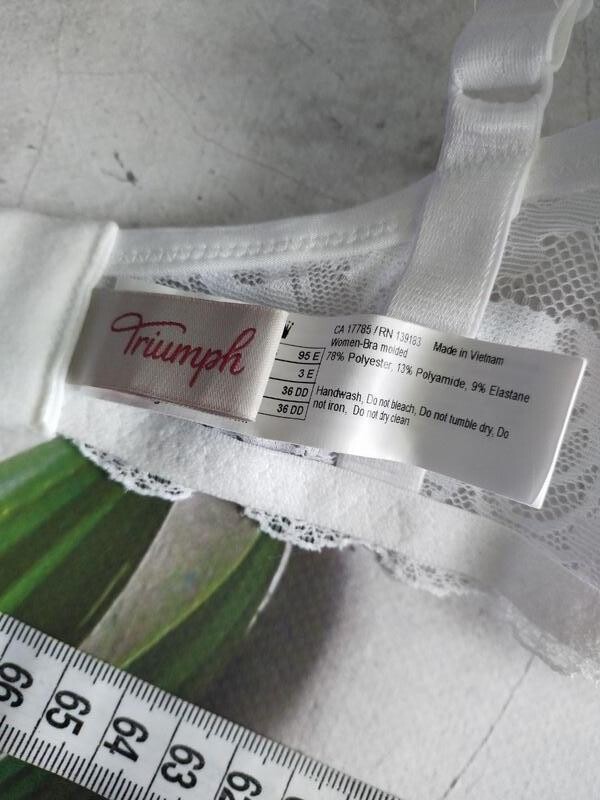 Triumph
95 E
3 E
36 DD
36 DD
CA 17785 / RN 139183 Made in Vietnam
Women-Bra molded
78% Polyester, 13% Polyamide, 9% Elastane
Handwash, Do not bleach, Do not tumble dry, Do
not iron, Do not dry clean
66
65
64
63
62